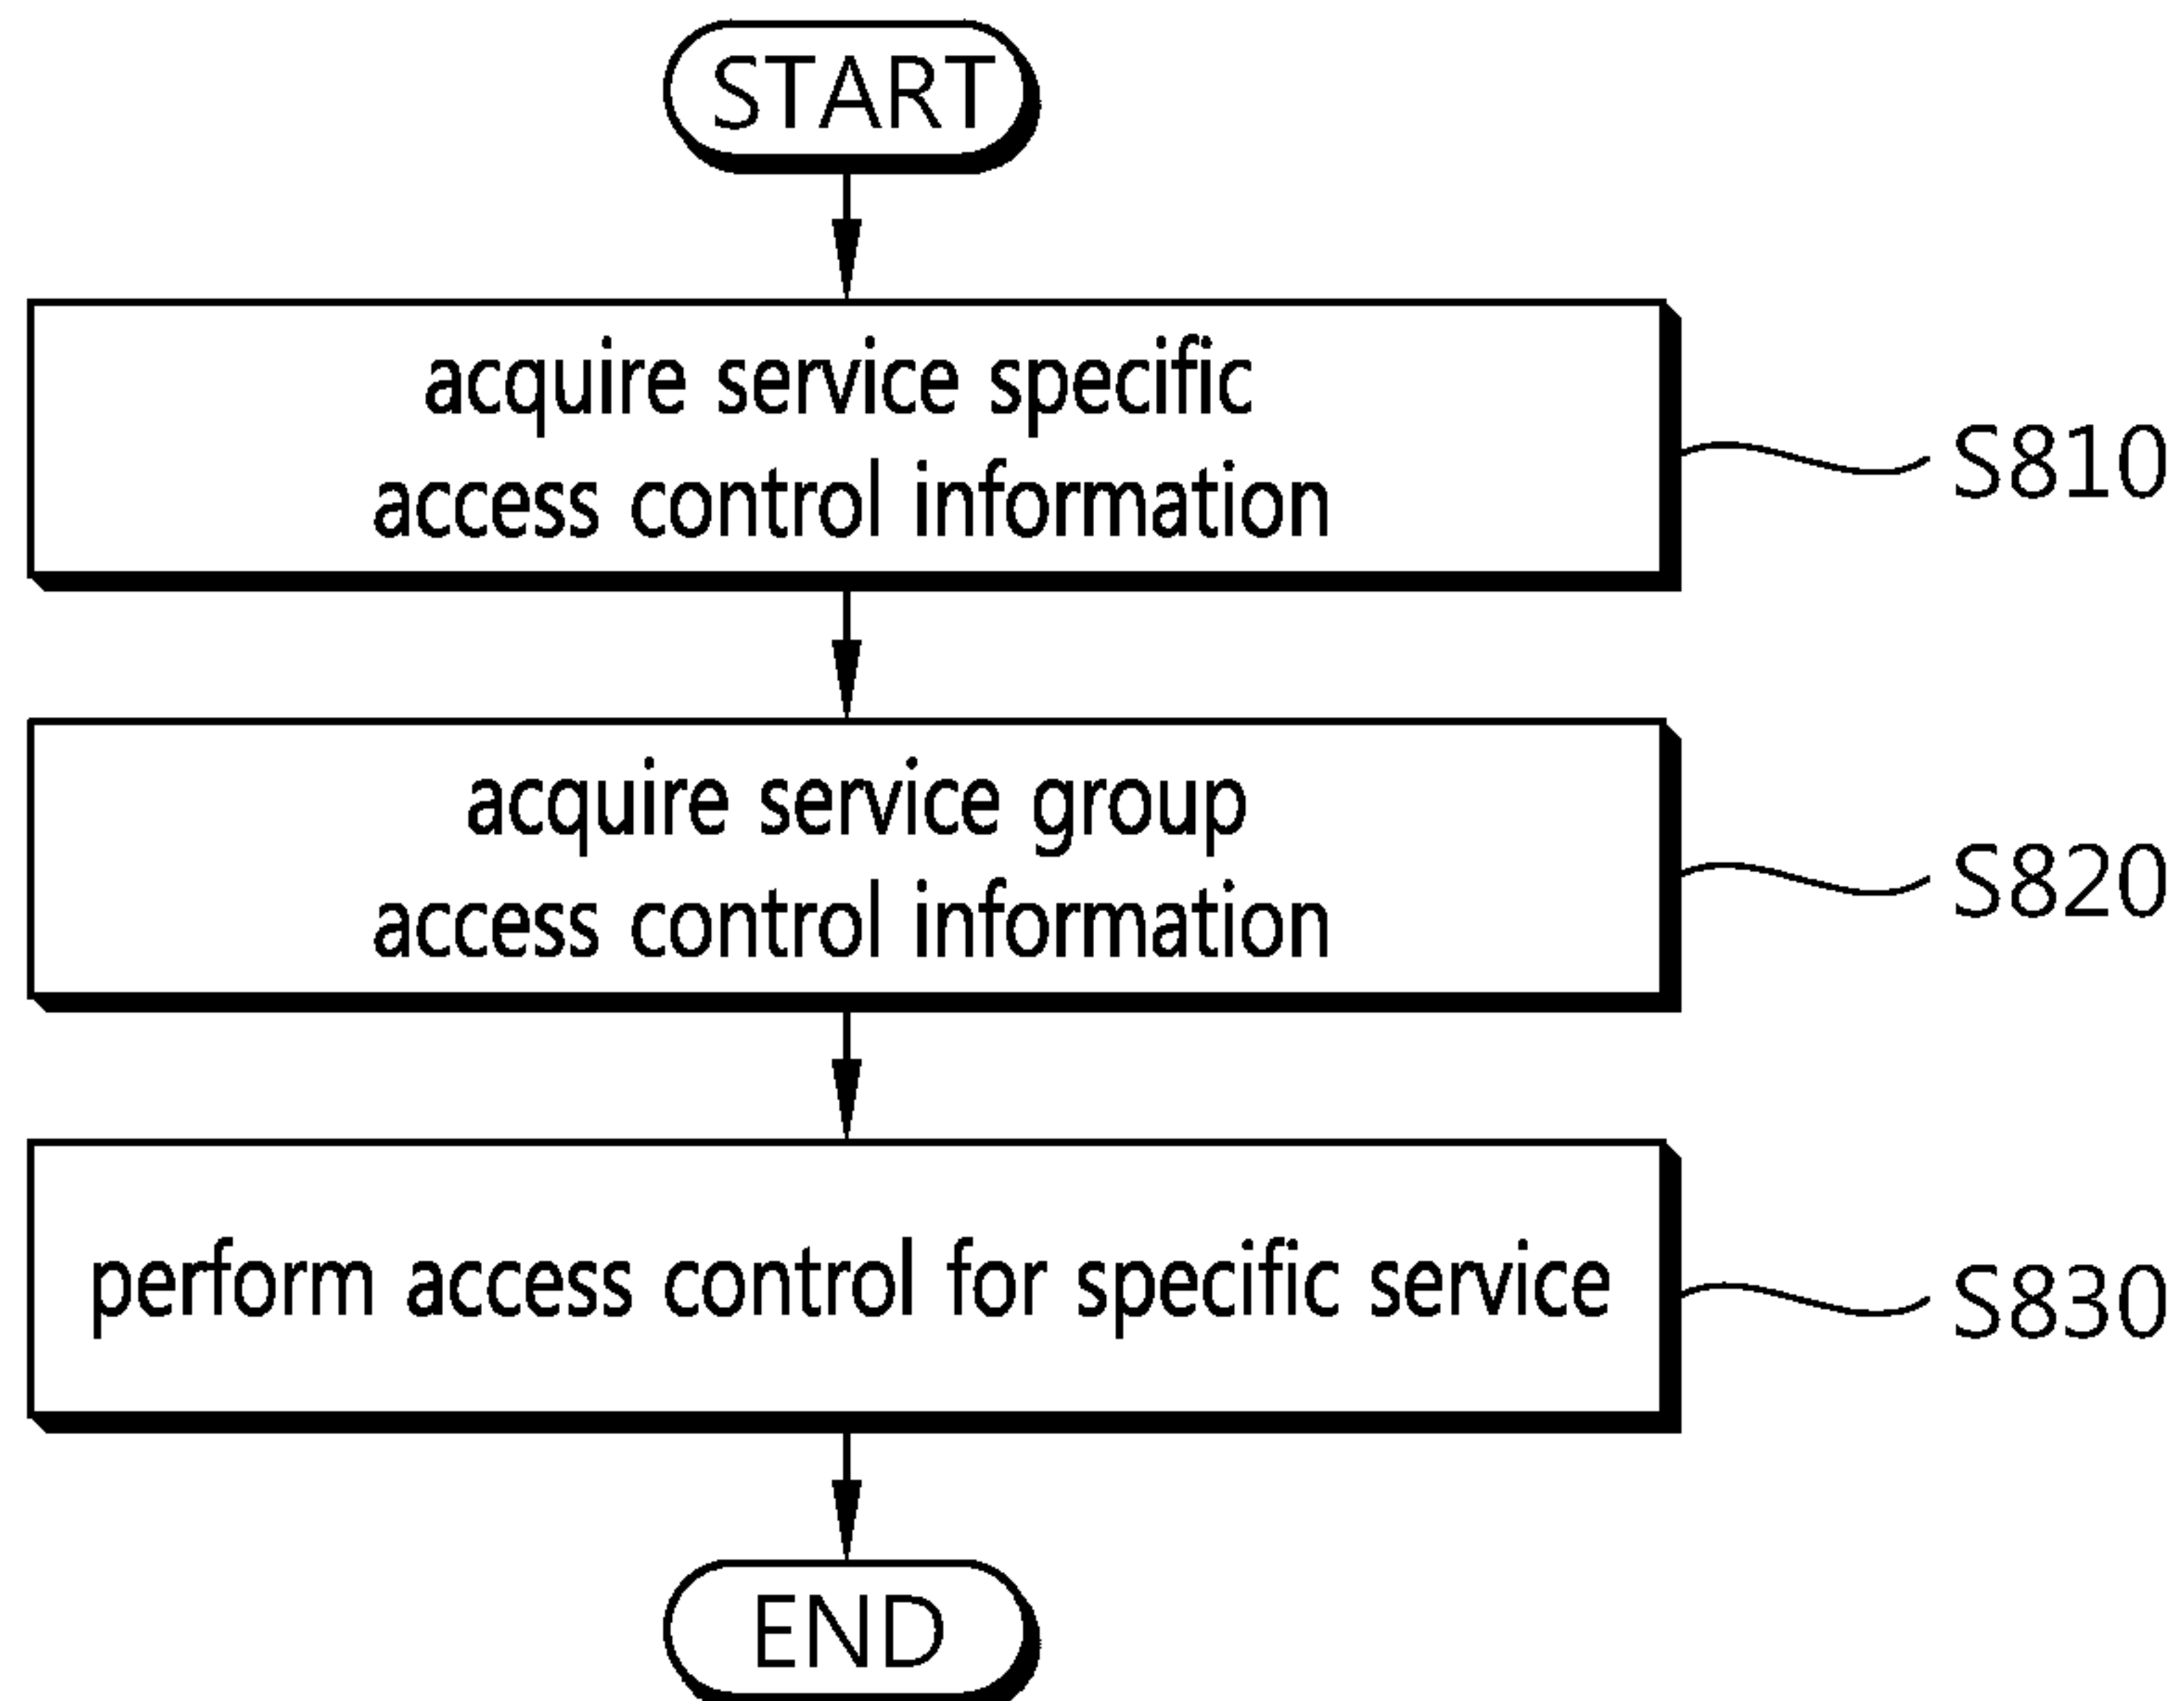 START
acquire service specific
access control information
S810
acquire service group
access control information
S820
perform access control for specific service
S830
END